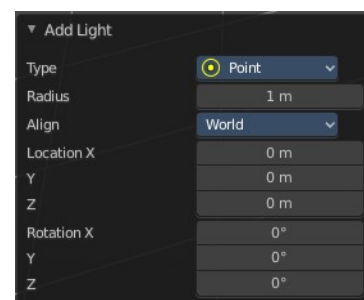 Add Light
Type Point
Radius 1 m
Align World
Location X 0 m
Y 0 m
Z 0 m
Rotation X 0°
Y 0°
Z 0°